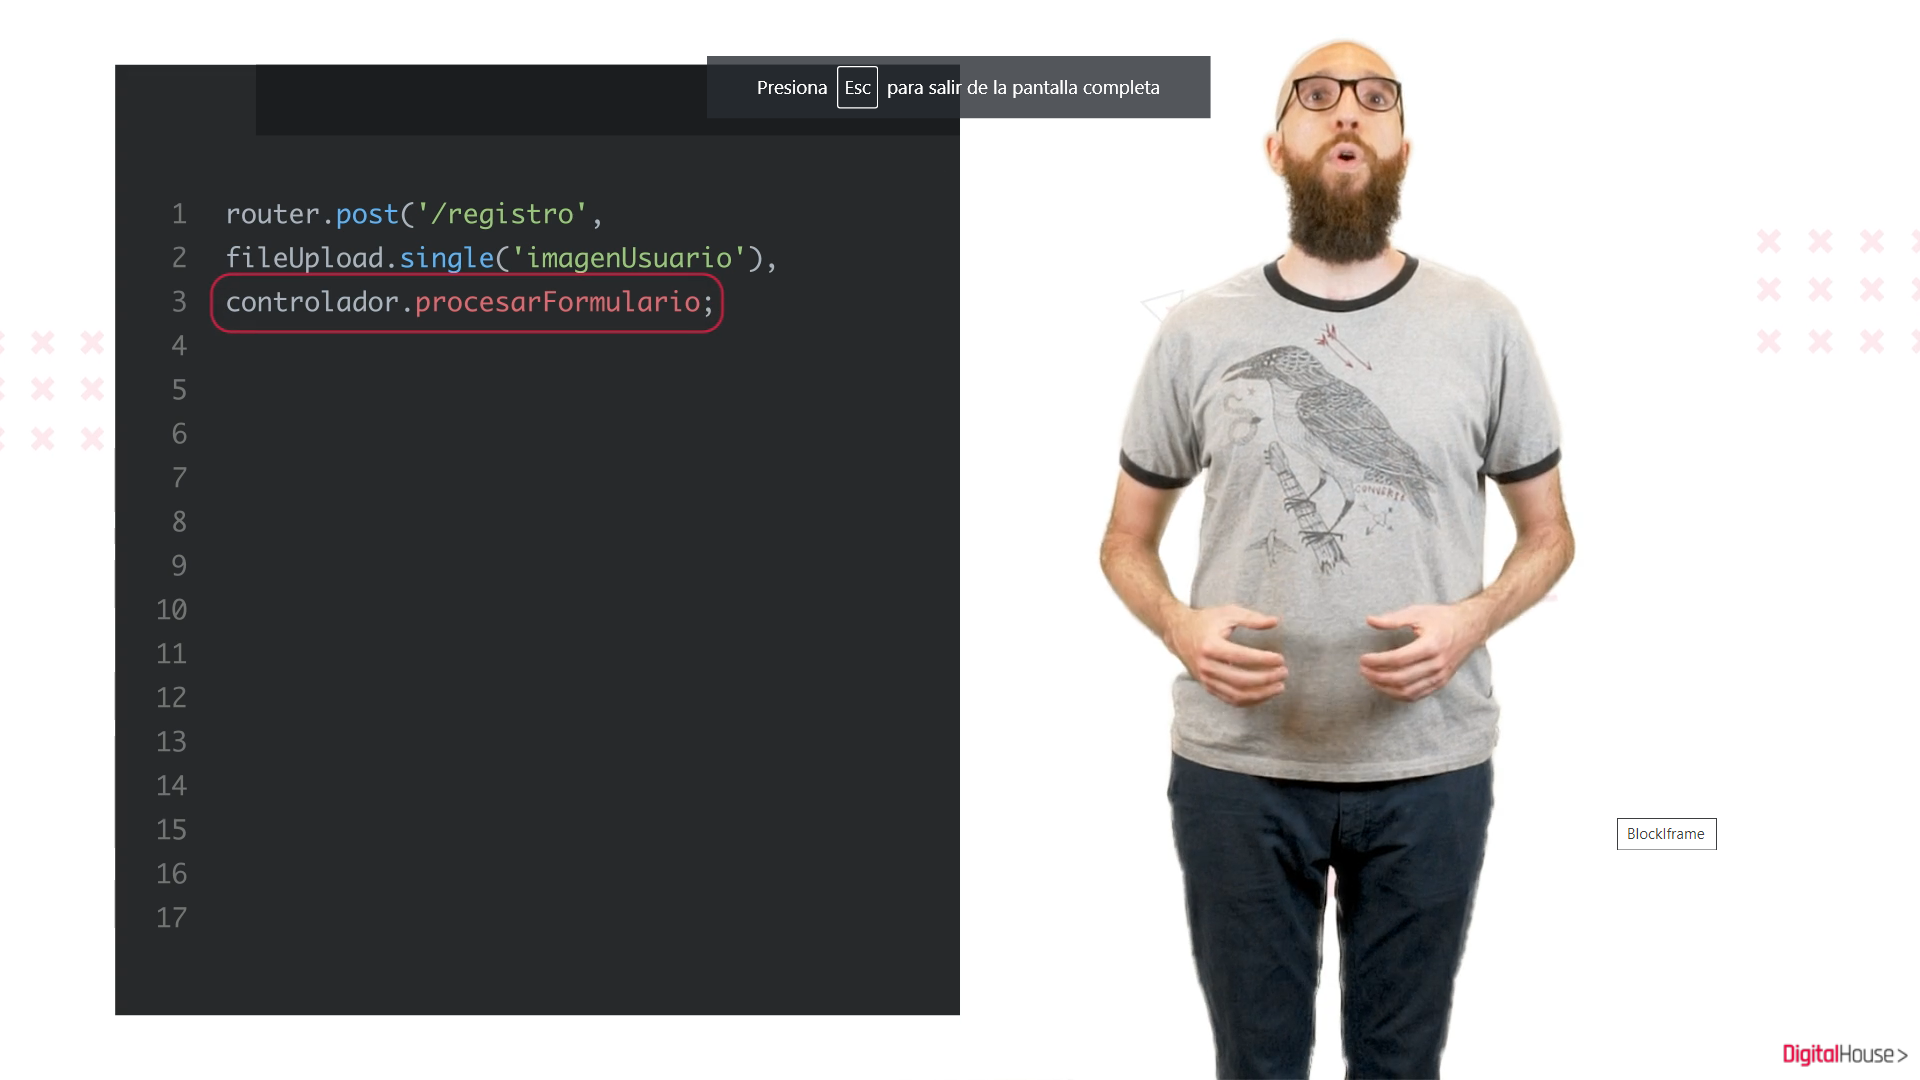 Presiona Esc para salir de la pantalla completa
1 router.post('/registro',
2 fileUpload.single('imagenUsuario'),
3 controlador.procesarFormulario;
4
5
6
7
8
9
10
11
12
13
14
15
16
17
CONVERSE
BlockIframe
DigitalHouse>